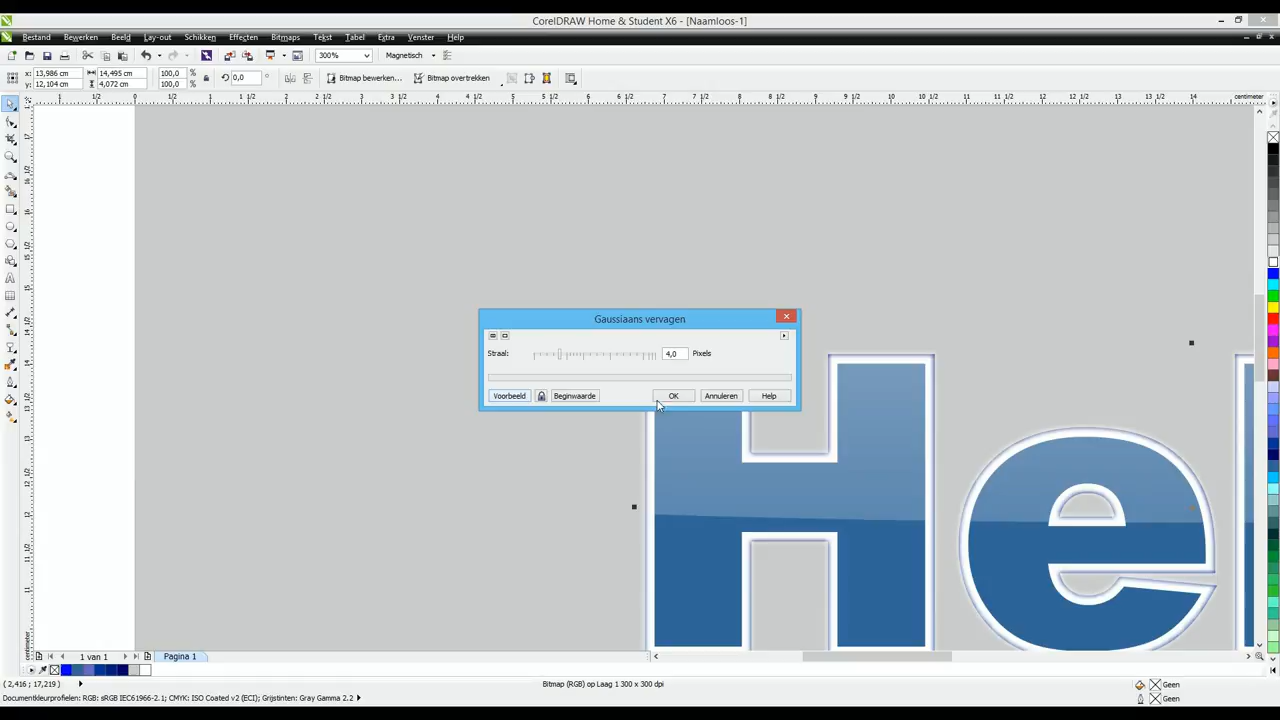 CorelDRAW Home & Student X6 - [Naamloos-1]
Bestand Bewerken Beeld Lay-out Schikken Effecten Bitmaps Tekst Tabel Extra Venster Help
300% Magnetisch
x: 13,986 cm 14,495 cm 100,0 % 0,0 ° Bitmap bewerken... Bitmap overtrekken
y: 12,104 cm 4,072 cm 100,0 %
centimeter
Gaussiaans vervagen
Straal: 4,0 Pixels
Voorbeeld Beginwaarde OK Annuleren Help
Hel
1 van 1 Pagina 1
( 2,416 ; 17,219 ) Bitmap (RGB) op Laag 1 300 x 300 dpi Geen
Documentkleurprofielen: RGB: sRGB IEC61966-2.1; CMYK: ISO Coated v2 (ECI); Grijstinten: Gray Gamma 2.2 Geen